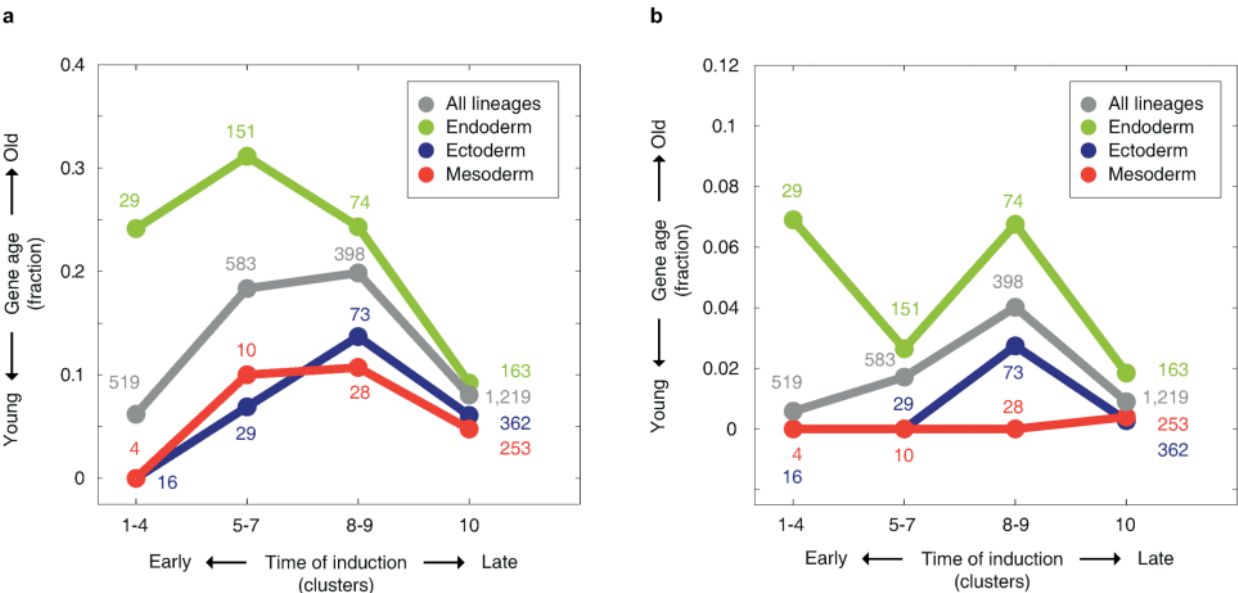 a
0.4
0.3
0.2
0.1
0
Young
Gene age
(fraction)
Old
All lineages
Endoderm
Ectoderm
Mesoderm
29
151
74
163
519
583
398
1,219
4
10
28
253
16
29
73
362
1-4
5-7
8-9
10
Early
Time of induction
(clusters)
Late
b
0.12
0.1
0.08
0.06
0.04
0.02
0
Young
Gene age
(fraction)
Old
All lineages
Endoderm
Ectoderm
Mesoderm
29
151
74
163
519
583
398
1,219
29
28
253
4
10
73
362
16
1-4
5-7
8-9
10
Early
Time of induction
(clusters)
Late